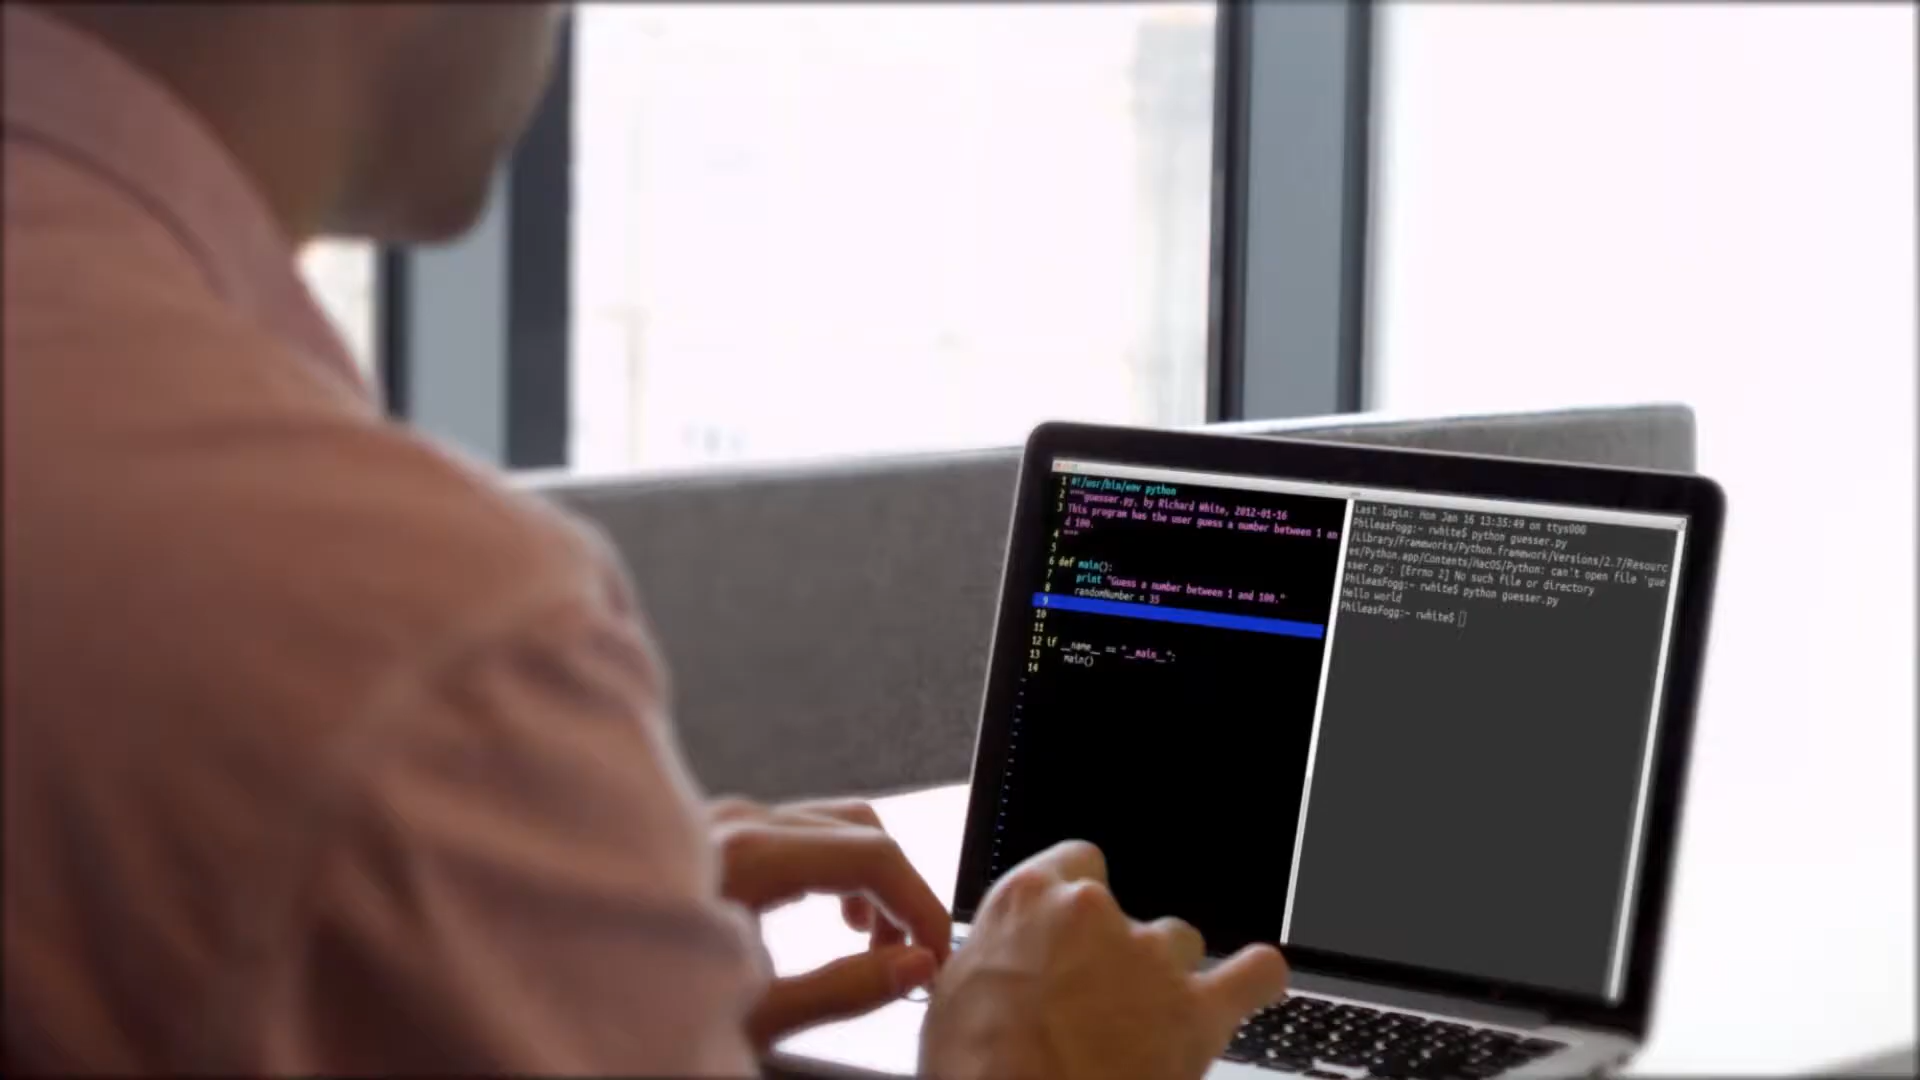 1 #!/usr/bin/env python
2 """guesser.py, by Richard White, 2012-01-16
3 This program has the user guess a number between 1 an
d 100.
4 """
5
6 def main():
7 print "Guess a number between 1 and 100."
8 randomNumber = 35
9
10
11
12 if __name__ == "__main__":
13 main()
14
Last login: Mon Jan 16 13:35:49 on ttys000
PhileasFogg:~ rwhite$ python guesser.py
/Library/Frameworks/Python.framework/Versions/2.7/Resourc
es/Python.app/Contents/MacOS/Python: can't open file 'gue
sser.py': [Errno 2] No such file or directory
PhileasFogg:~ rwhite$ python guesser.py
Hello world
PhileasFogg:~ rwhite$